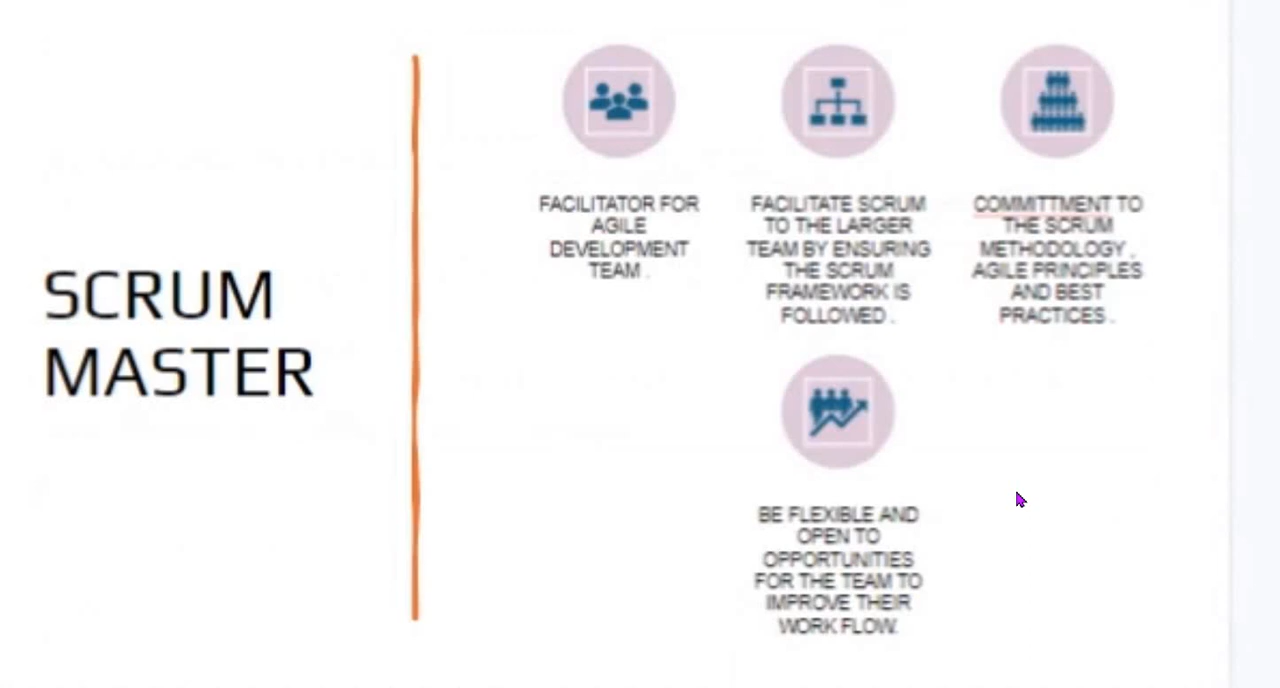 SCRUM
MASTER
FACILITATOR FOR
AGILE
DEVELOPMENT
TEAM .
FACILITATE SCRUM
TO THE LARGER
TEAM BY ENSURING
THE SCRUM
FRAMEWORK IS
FOLLOWED .
COMMITTMENT TO
THE SCRUM
METHODOLOGY ,
AGILE PRINCIPLES
AND BEST
PRACTICES .
BE FLEXIBLE AND
OPEN TO
OPPORTUNITIES
FOR THE TEAM TO
IMPROVE THEIR
WORK FLOW.